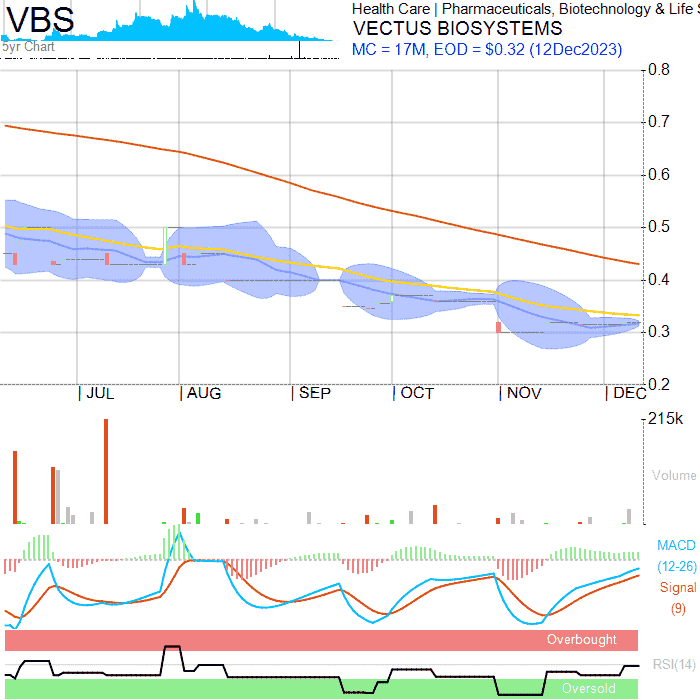 VBS
Health Care | Pharmaceuticals, Biotechnology & Life S
VECTUS BIOSYSTEMS
5yr Chart
MC = 17M, EOD = $0.32 (12Dec2023)
0.8
0.7
0.6
0.5
0.4
0.3
0.2
| JUL | AUG | SEP | OCT | NOV | DEC
215k
Volume
MACD
(12-26)
Signal
(9)
Overbought
RSI(14)
Oversold